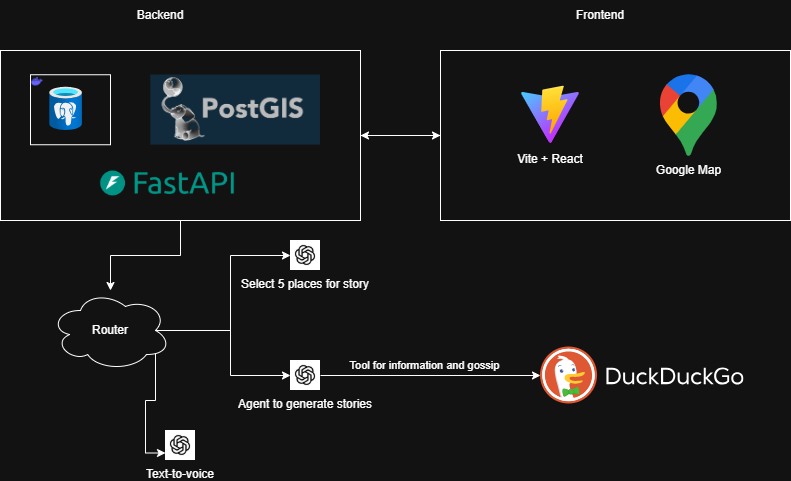 Backend
Frontend
PostGIS
FastAPI
Vite + React
Google Map
Router
Select 5 places for story
Agent to generate stories
Tool for information and gossip
DuckDuckGo
Text-to-voice